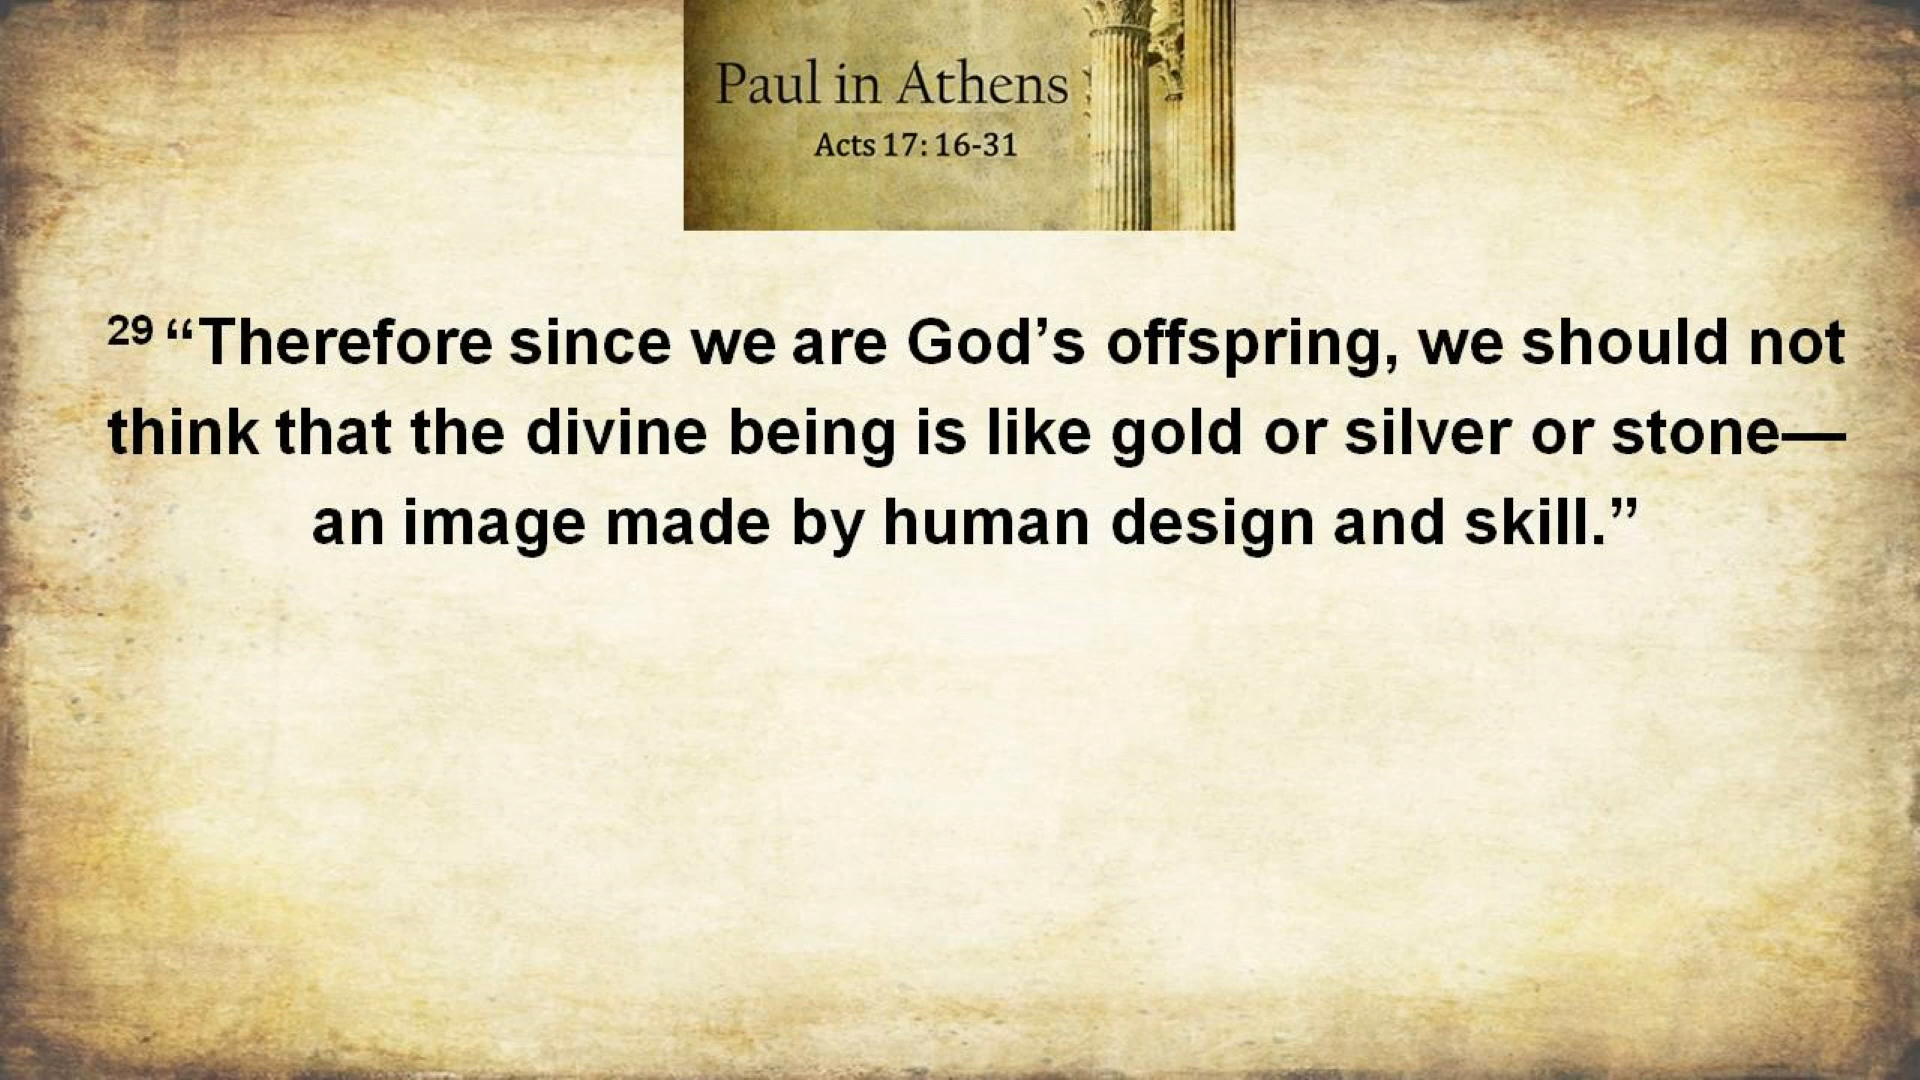 Paul in Athens
Acts 17: 16-31
29 “Therefore since we are God’s offspring, we should not
think that the divine being is like gold or silver or stone—
an image made by human design and skill.”